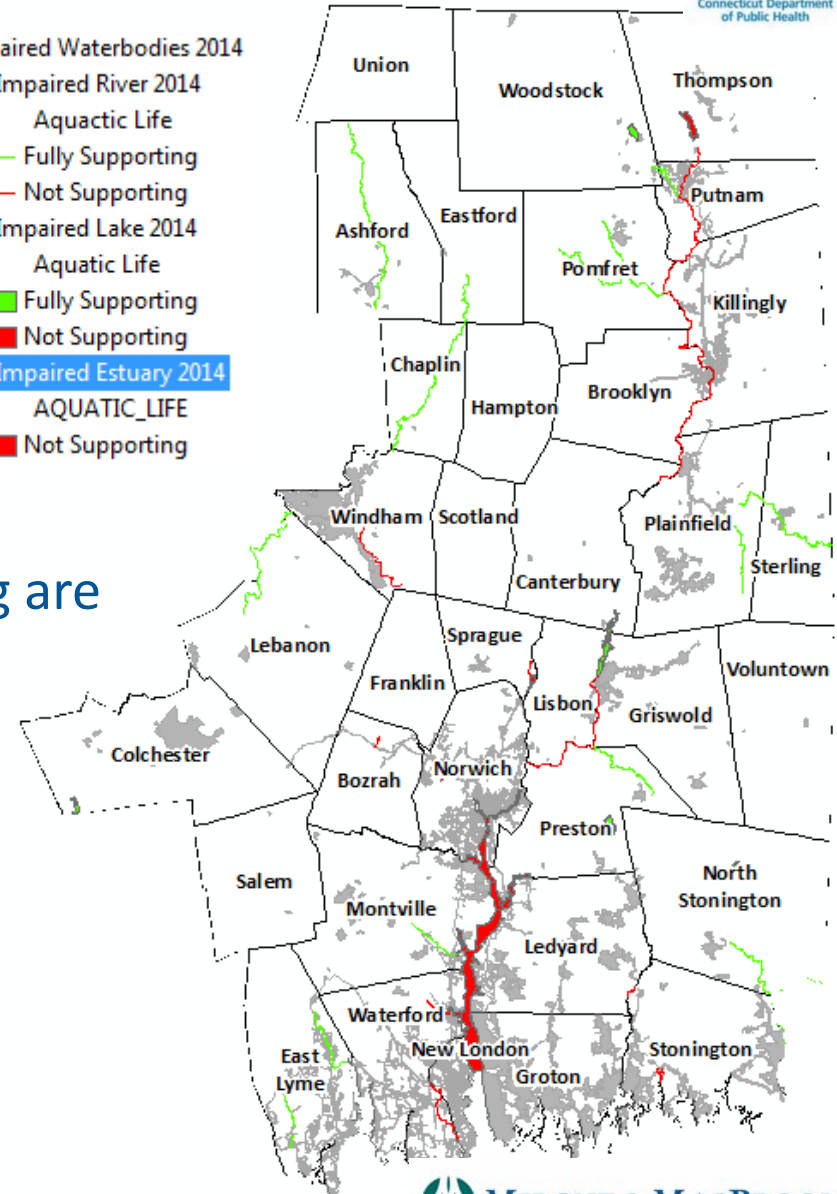 Connecticut Department
of Public Health
aired Waterbodies 2014
Impaired River 2014
Aquactic Life
Fully Supporting
Not Supporting
Impaired Lake 2014
Aquatic Life
Fully Supporting
Not Supporting
Impaired Estuary 2014
AQUATIC_LIFE
Not Supporting
g are
Union
Woodstock
Thompson
Putnam
Ashford
Eastford
Pomfret
Killingly
Chaplin
Hampton
Brooklyn
Windham
Scotland
Canterbury
Plainfield
Sterling
Lebanon
Franklin
Sprague
Lisbon
Griswold
Voluntown
Colchester
Bozrah
Norwich
Preston
Salem
Montville
Ledyard
North
Stonington
Waterford
East
Lyme
New London
Groton
Stonington